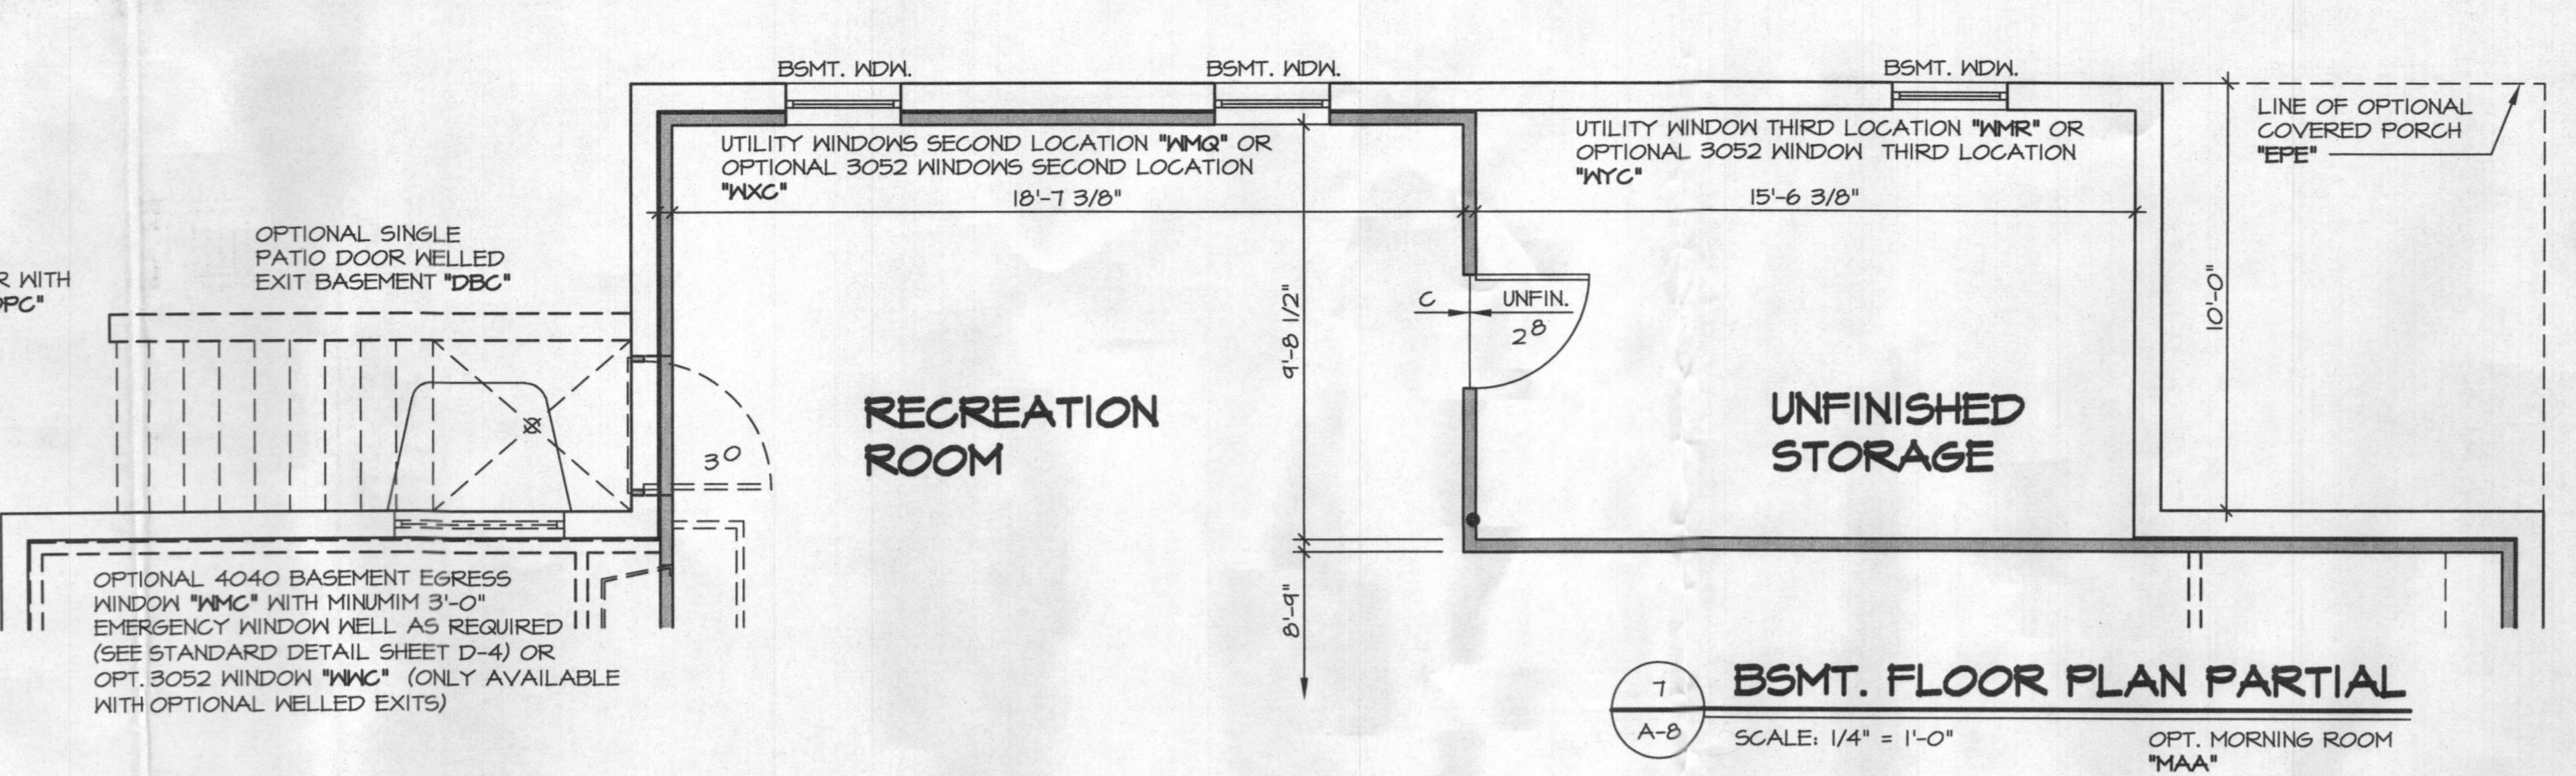 BSMT. WDW.
BSMT. WDW.
BSMT. WDW.
LINE OF OPTIONAL
COVERED PORCH
"EPE"
UTILITY WINDOWS SECOND LOCATION "WMQ" OR
OPTIONAL 3052 WINDOWS SECOND LOCATION
"WXC"
18'-7 3/8"
UTILITY WINDOW THIRD LOCATION "WMR" OR
OPTIONAL 3052 WINDOW THIRD LOCATION
"WYC"
15'-6 3/8"
OPTIONAL SINGLE
PATIO DOOR WELLED
EXIT BASEMENT "DBC"
R WITH
PC"
9'-8 1/2"
C
UNFIN.
28
10'-0"
30
RECREATION
ROOM
UNFINISHED
STORAGE
OPTIONAL 4040 BASEMENT EGRESS
WINDOW "WMC" WITH MINUMIM 3'-0"
EMERGENCY WINDOW WELL AS REQUIRED
(SEE STANDARD DETAIL SHEET D-4) OR
OPT. 3052 WINDOW "WWC" (ONLY AVAILABLE
WITH OPTIONAL WELLED EXITS)
8'-9"
7
A-8
BSMT. FLOOR PLAN PARTIAL
SCALE: 1/4" = 1'-0"
OPT. MORNING ROOM
"MAA"